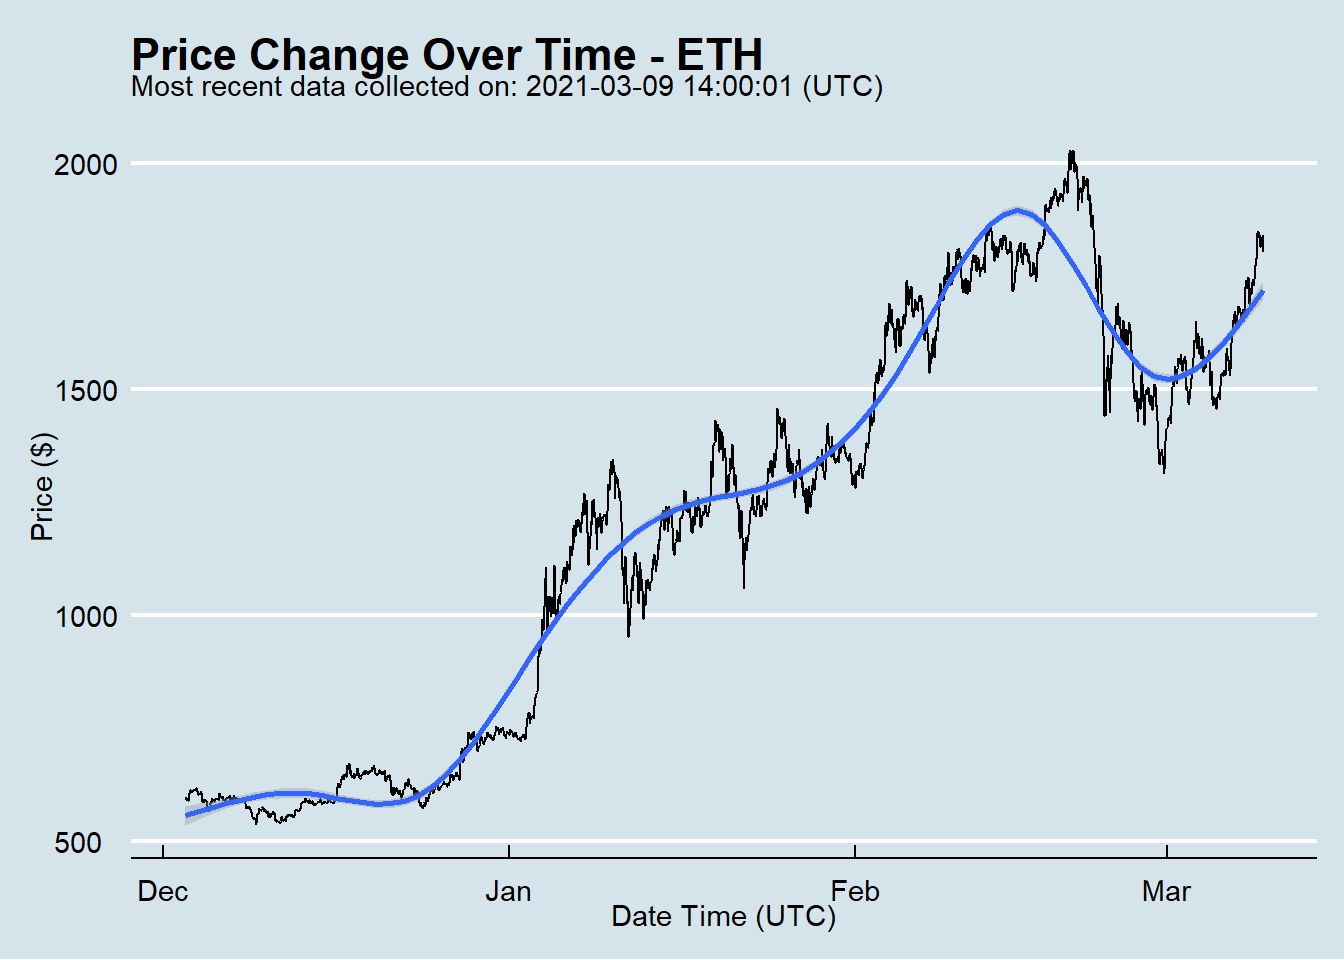 Price Change Over Time - ETH
Most recent data collected on: 2021-03-09 14:00:01 (UTC)
2000
1500
1000
500
Price ($)
Dec Jan Feb Mar
Date Time (UTC)